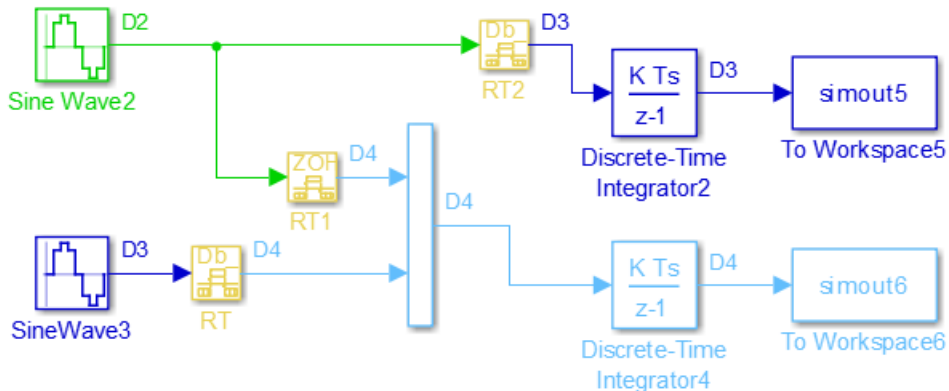 D2
Sine Wave2
Db
RT2
D3
K Ts
z-1
Discrete-Time
Integrator2
D3
simout5
To Workspace5
ZOH
RT1
D4
D4
SineWave3
D3
Db
RT
D4
K Ts
z-1
Discrete-Time
Integrator4
D4
simout6
To Workspace6